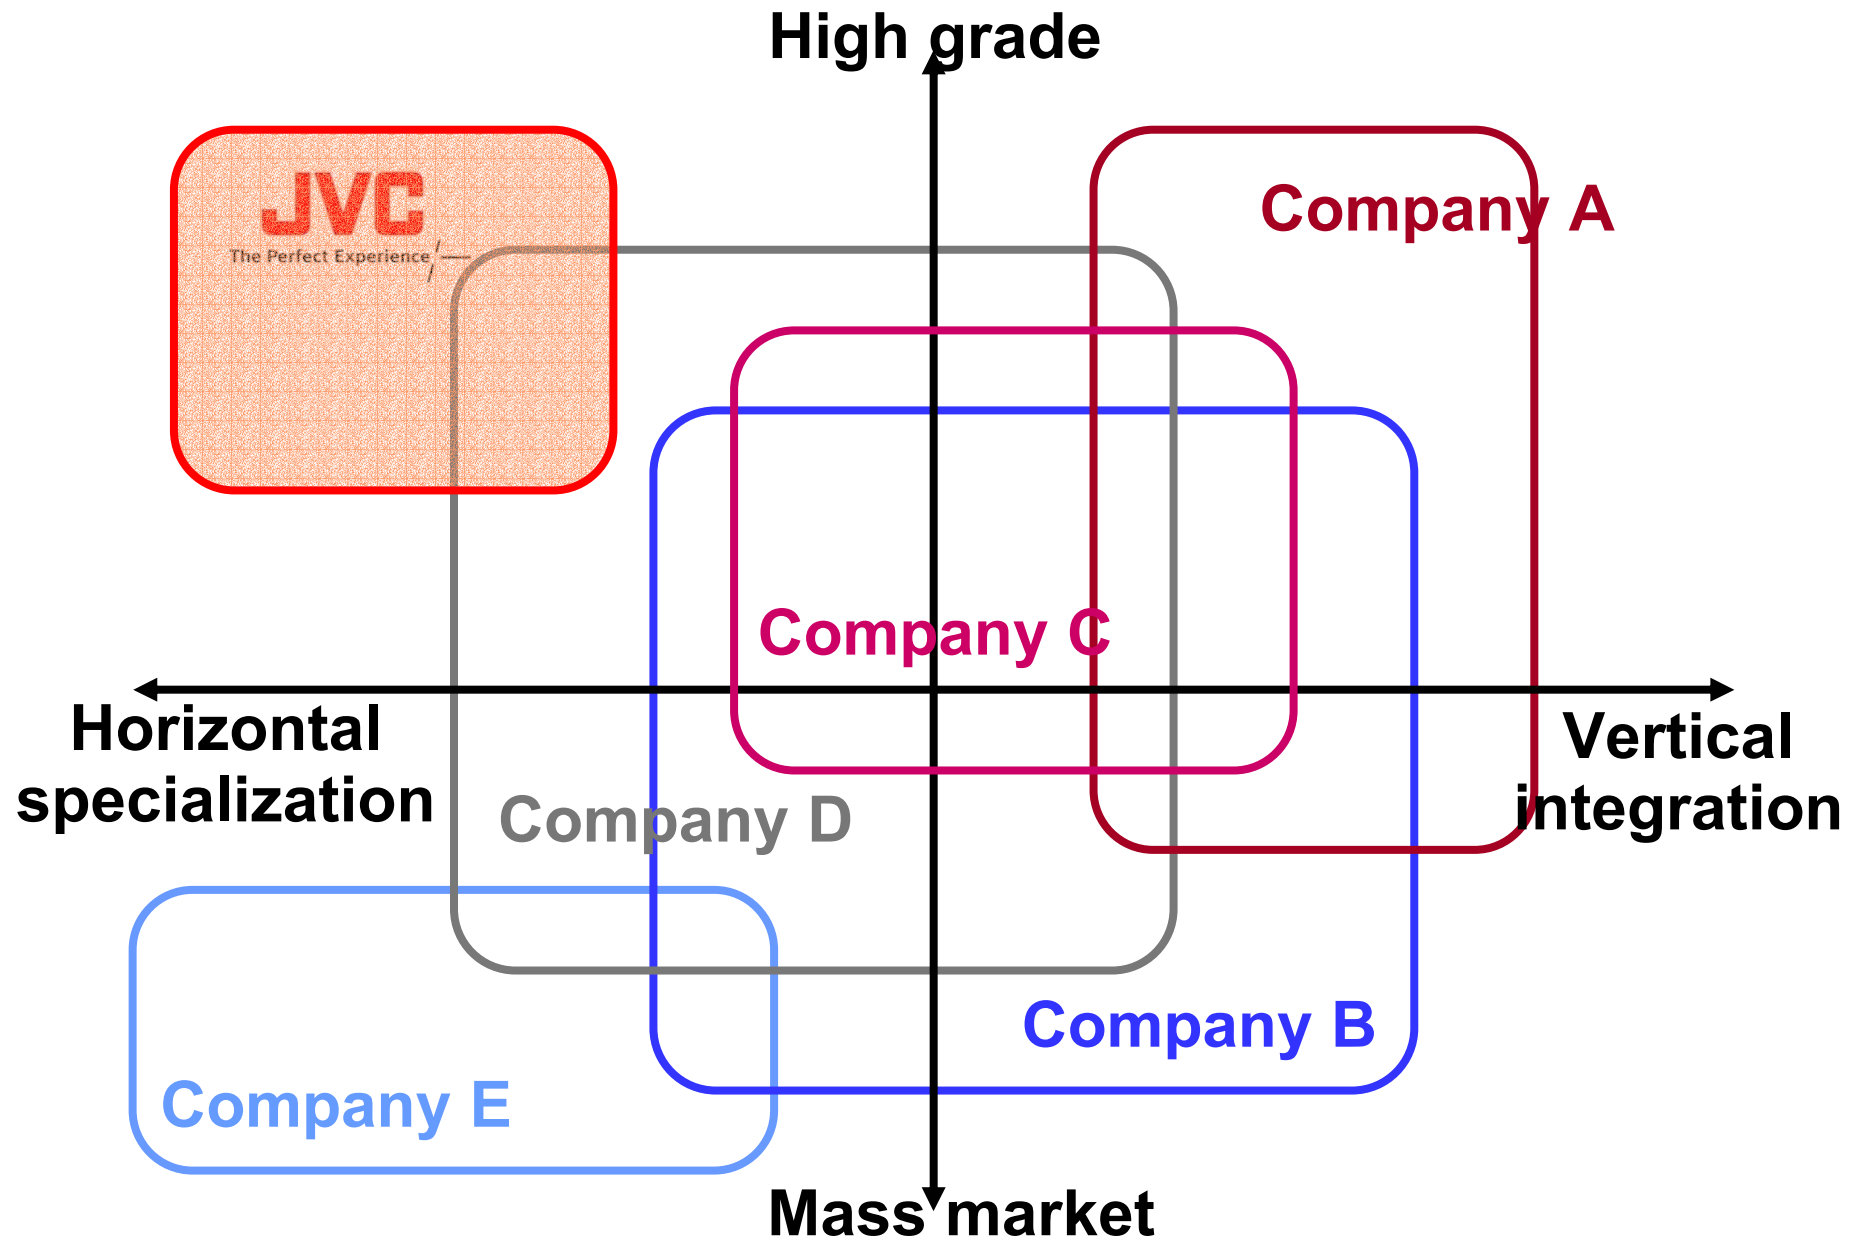 High grade
JVC
The Perfect Experience
Company A
Company C
Horizontal
specialization
Vertical
integration
Company D
Company B
Company E
Mass market